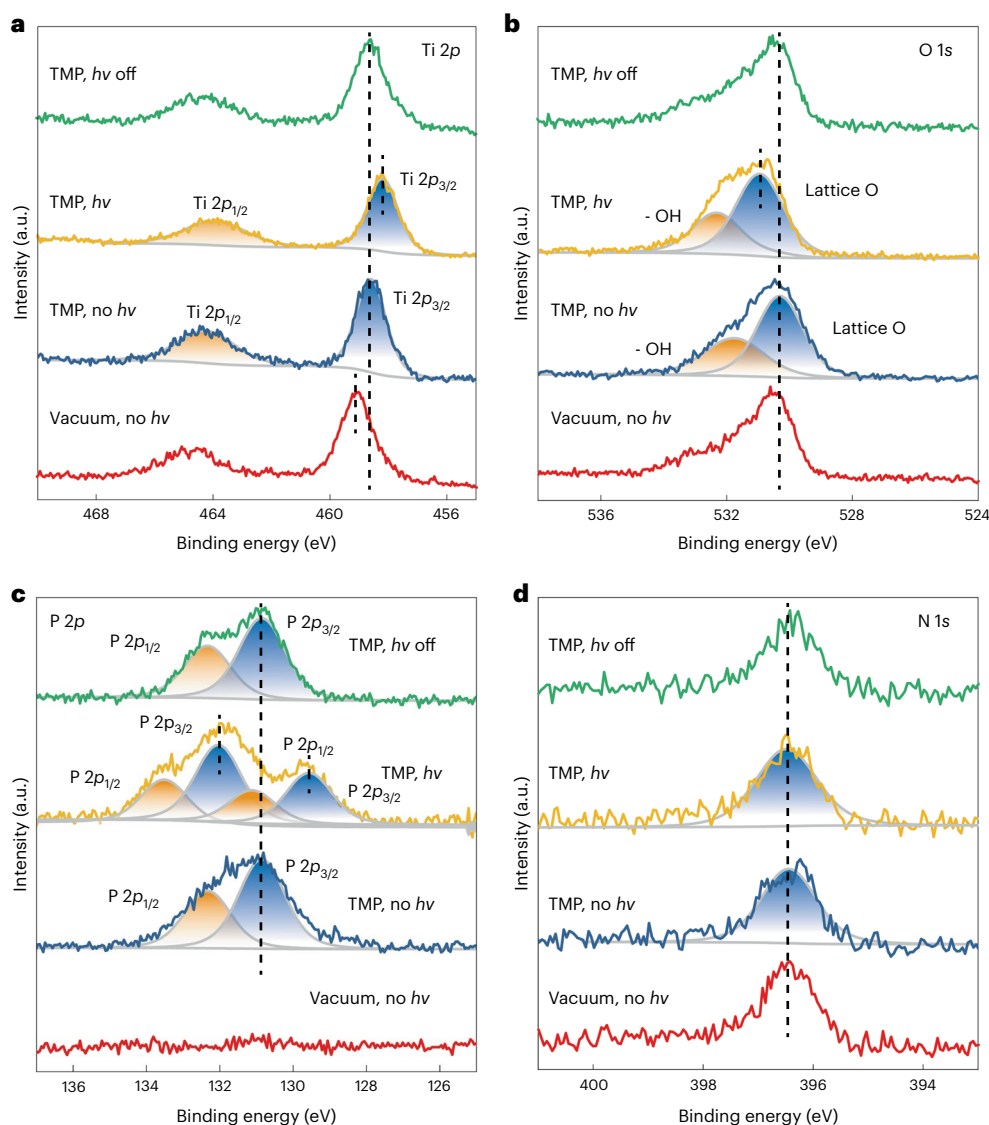 a
Ti 2p
TMP, hv off
TMP, hv
Ti 2p1/2
Ti 2p3/2
TMP, no hv
Ti 2p1/2
Ti 2p3/2
Vacuum, no hv
Intensity (a.u.)
468
464
460
456
Binding energy (eV)
b
O 1s
TMP, hv off
TMP, hv
- OH
Lattice O
TMP, no hv
- OH
Lattice O
Vacuum, no hv
Intensity (a.u.)
536
532
528
524
Binding energy (eV)
c
P 2p
P 2p1/2
P 2p3/2
TMP, hv off
P 2p3/2
P 2p1/2
P 2p1/2
TMP, hv
P 2p3/2
P 2p1/2
P 2p3/2
TMP, no hv
Vacuum, no hv
Intensity (a.u.)
136
134
132
130
128
126
Binding energy (eV)
d
N 1s
TMP, hv off
TMP, hv
TMP, no hv
Vacuum, no hv
Intensity (a.u.)
400
398
396
394
Binding energy (eV)